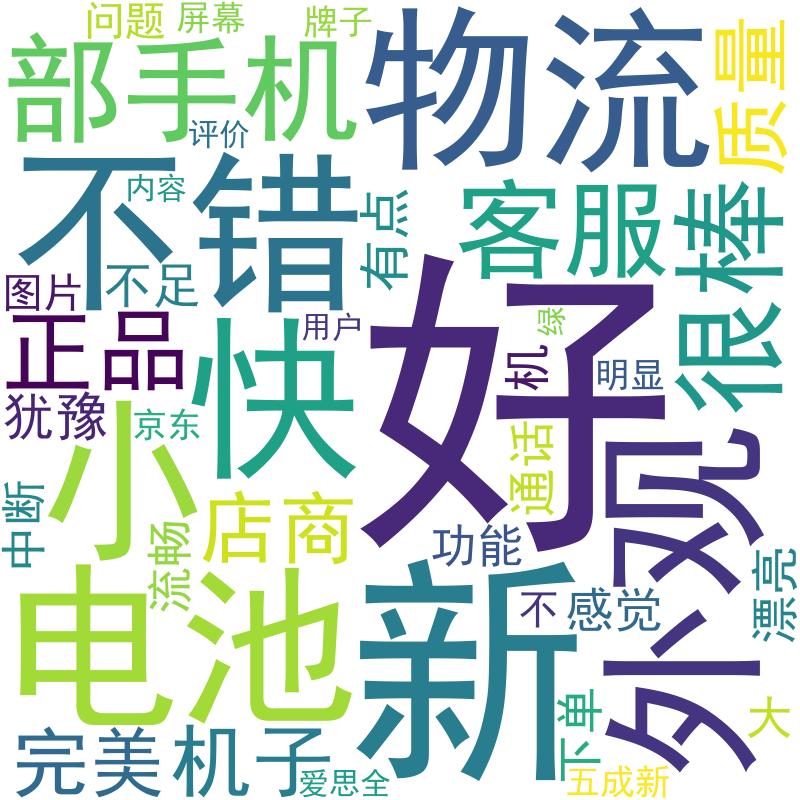 问题
屏幕
牌子
部手机
物流
质量
评价
不错
内容
有点
客服
很棒
图片
不足
正品
快
用户
好
绿
机
明显
犹豫
京东
小
外观
中断
流畅
店商
通话
功能
电池
新
不
感觉
漂亮
完美
机子
下单
大
爱思全
五成新